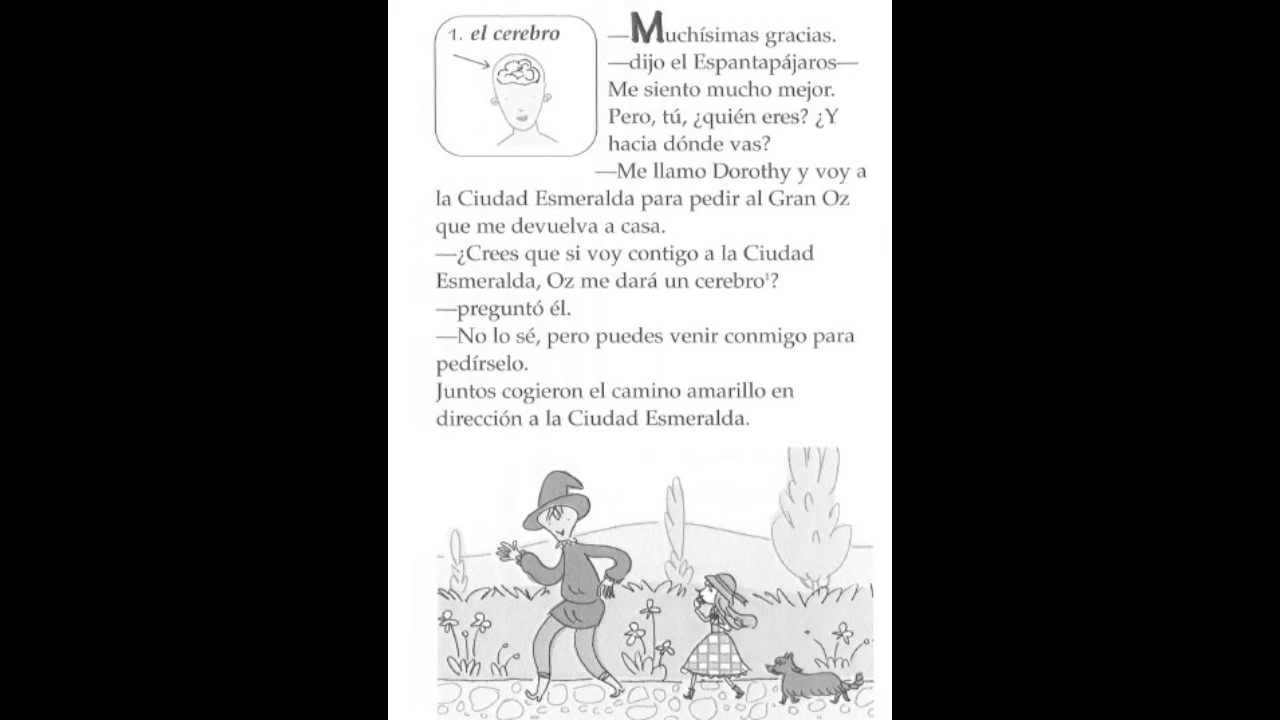 1. el cerebro
—Muchísimas gracias.
—dijo el Espantapájaros—
Me siento mucho mejor.
Pero, tú, ¿quién eres? ¿Y
hacia dónde vas?
—Me llamo Dorothy y voy a
la Ciudad Esmeralda para pedir al Gran Oz
que me devuelva a casa.
—¿Crees que si voy contigo a la Ciudad
Esmeralda, Oz me dará un cerebro¹?
—preguntó él.
—No lo sé, pero puedes venir conmigo para
pedírselo.
Juntos cogieron el camino amarillo en
dirección a la Ciudad Esmeralda.